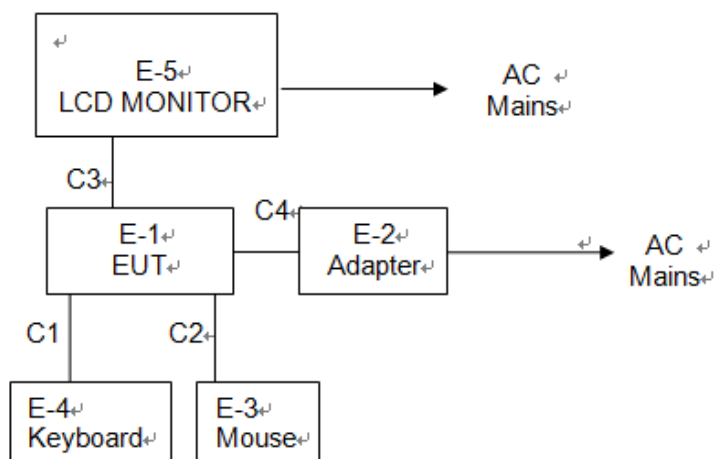 E-5
LCD MONITOR
AC
Mains
C3
E-1
EUT
C4
E-2
Adapter
AC
Mains
C1
C2
E-4
Keyboard
E-3
Mouse